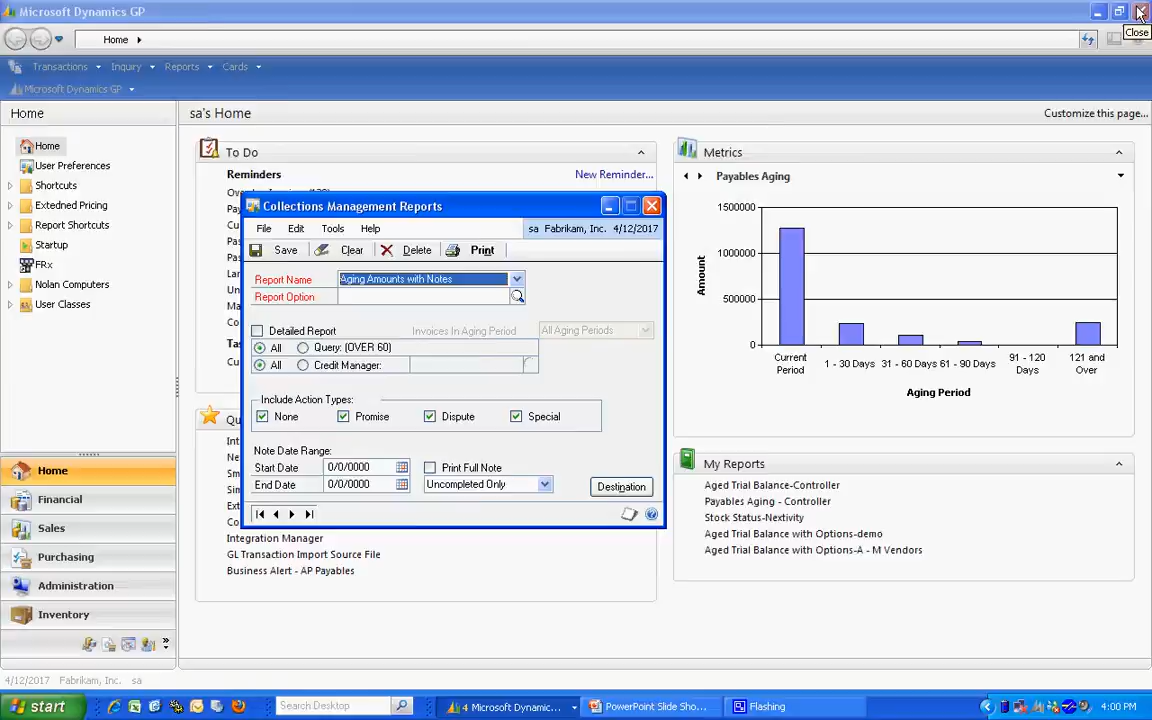 Microsoft Dynamics GP
Close
Home
Transactions Inquiry Reports Cards
Microsoft Dynamics GP
Home
sa's Home
Customize this page...
Home
User Preferences
Shortcuts
Extedned Pricing
Report Shortcuts
Startup
FRx
Nolan Computers
User Classes
To Do
Reminders
New Reminder...
Metrics
Payables Aging
1500000
1000000
500000
0
Amount
Current Period
1 - 30 Days
31 - 60 Days
61 - 90 Days
91 - 120 Days
121 and Over
Aging Period
Collections Management Reports
File Edit Tools Help
sa Fabrikam, Inc. 4/12/2017
Save Clear Delete Print
Report Name Aging Amounts with Notes
Report Option
Detailed Report Invoices In Aging Period All Aging Periods
All Query: (OVER 60)
All Credit Manager:
Include Action Types:
None Promise Dispute Special
Note Date Range:
Start Date 0/0/0000 Print Full Note
End Date 0/0/0000 Uncompleted Only
Destination
Integration Manager
GL Transaction Import Source File
Business Alert - AP Payables
My Reports
Aged Trial Balance-Controller
Payables Aging - Controller
Stock Status-Nextivity
Aged Trial Balance with Options-demo
Aged Trial Balance with Options-A - M Vendors
Home
Financial
Sales
Purchasing
Administration
Inventory
4/12/2017 Fabrikam, Inc. sa
start
Search Desktop
4 Microsoft Dynamic...
PowerPoint Slide Sho...
Flashing
4:00 PM